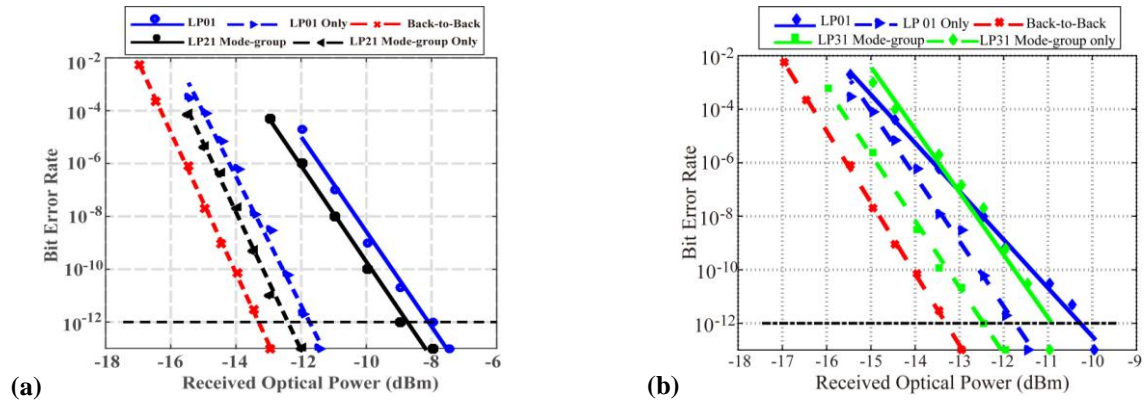 LP01 LP01 Only Back-to-Back
LP21 Mode-group LP21 Mode-group Only
10-2
10-4
10-6
10-8
10-10
10-12
Bit Error Rate
-18 -16 -14 -12 -10 -8 -6
Received Optical Power (dBm)
(a)
LP01 LP 01 Only Back-to-Back
LP31 Mode-group LP31 Mode-group only
10-2
10-4
10-6
10-8
10-10
10-12
Bit Error Rate
-18 -17 -16 -15 -14 -13 -12 -11 -10 -9
Received Optical Power (dBm)
(b)